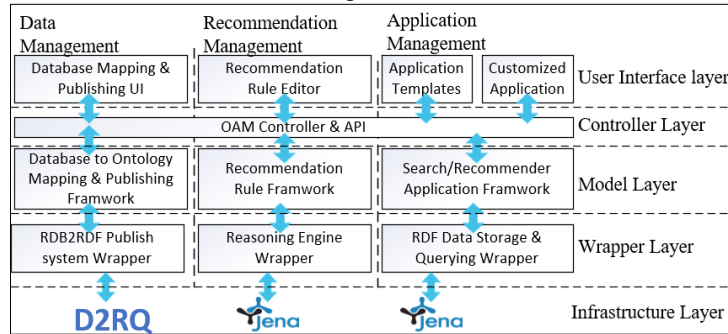 Data
Management
Recommendation
Management
Application
Management
Database Mapping &
Publishing UI
Recommendation
Rule Editor
Application
Templates
Customized
Application
User Interface layer
OAM Controller & API
Controller Layer
Database to Ontology
Mapping & Publishing
Framwork
Recommendation
Rule Framwork
Search/Recommender
Application Framwork
Model Layer
RDB2RDF Publish
system Wrapper
Reasoning Engine
Wrapper
RDF Data Storage &
Querying Wrapper
Wrapper Layer
D2RQ
Jena
Jena
Infrastructure Layer